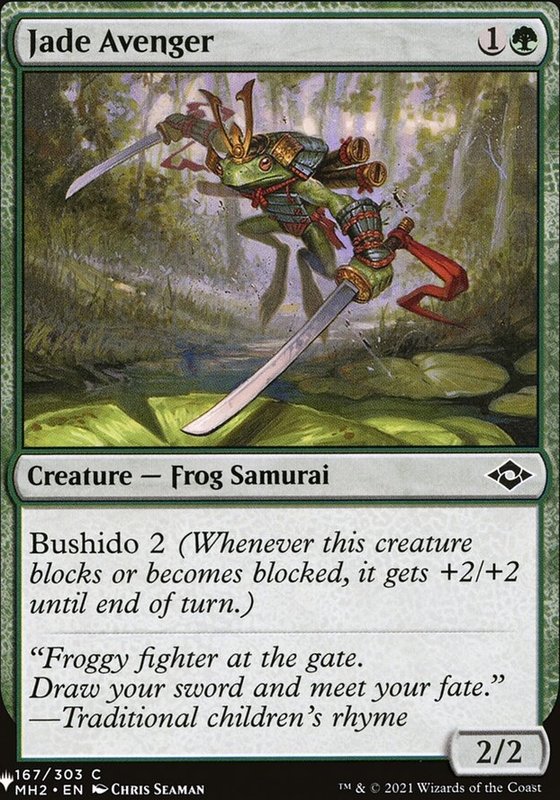 Jade Avenger 1
Creature — Frog Samurai
Bushido 2 (Whenever this creature
blocks or becomes blocked, it gets +2/+2
until end of turn.)
“Froggy fighter at the gate.
Draw your sword and meet your fate.”
—Traditional children’s rhyme
2/2
167/303 C
MH2 • EN Chris Seaman
™ & © 2021 Wizards of the Coast